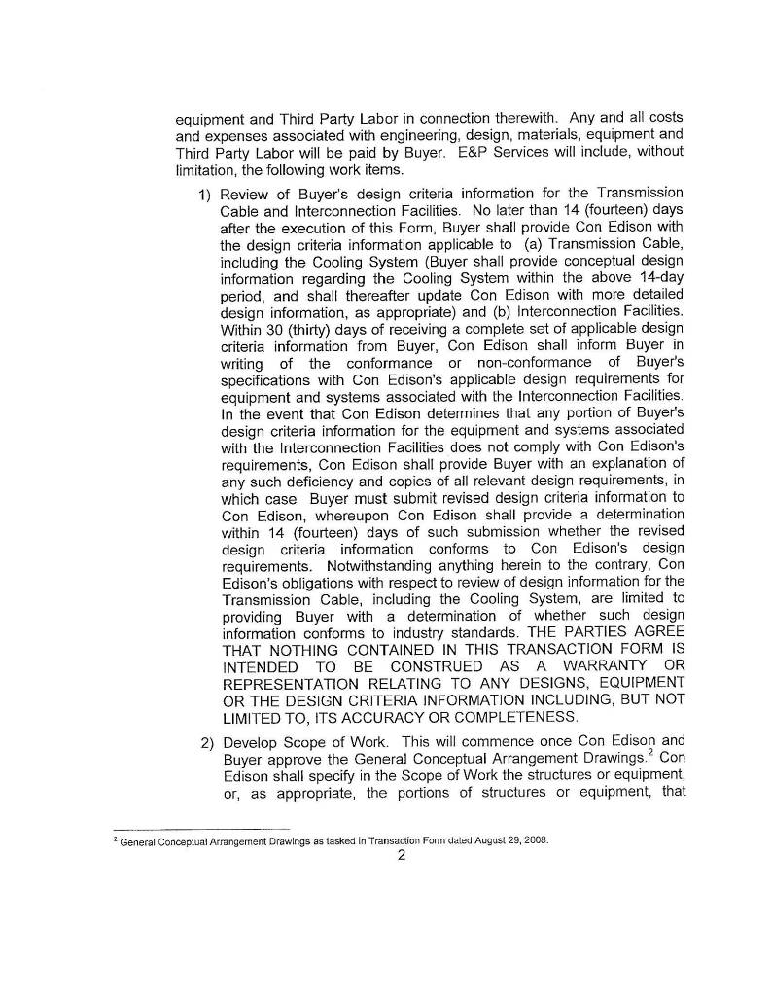 equipment and Third Party Labor in connection therewith. Any and all costs
and expenses associated with engineering, design, materials, equipment and
Third Party Labor will be paid by Buyer. E&P Services will include, without
limitation, the following work items.
1) Review of Buyer's design criteria information for the Transmission
Cable and Interconnection Facilities. No later than 14 (fourteen) days
after the execution of this Form, Buyer shall provide Con Edison with
the design criteria information applicable to (a) Transmission Cable,
including the Cooling System (Buyer shall provide conceptual design
information regarding the Cooling System within the above 14-day
period, and shall thereafter update Con Edison with more detailed
design information, as appropriate) and (b) Interconnection Facilities.
Within 30 (thirty) days of receiving a complete set of applicable design
criteria information from Buyer, Con Edison shall inform Buyer in
writing of the conformance or non-conformance of Buyer's
specifications with Con Edison's applicable design requirements for
equipment and systems associated with the Interconnection Facilities.
In the event that Con Edison determines that any portion of Buyer's
design criteria information for the equipment and systems associated
with the Interconnection Facilities does not comply with Con Edison's
requirements, Con Edison shall provide Buyer with an explanation of
any such deficiency and copies of all relevant design requirements, in
which case Buyer must submit revised design criteria information to
Con Edison, whereupon Con Edison shall provide a determination
within 14 (fourteen) days of such submission whether the revised
design criteria information conforms to Con Edison's design
requirements. Notwithstanding anything herein to the contrary, Con
Edison's obligations with respect to review of design information for the
Transmission Cable, including the Cooling System, are limited to
providing Buyer with a determination of whether such design
information conforms to industry standards. THE PARTIES AGREE
THAT NOTHING CONTAINED IN THIS TRANSACTION FORM IS
INTENDED TO BE CONSTRUED AS A WARRANTY OR
REPRESENTATION RELATING TO ANY DESIGNS, EQUIPMENT
OR THE DESIGN CRITERIA INFORMATION INCLUDING, BUT NOT
LIMITED TO, ITS ACCURACY OR COMPLETENESS.
2) Develop Scope of Work. This will commence once Con Edison and
Buyer approve the General Conceptual Arrangement Drawings.² Con
Edison shall specify in the Scope of Work the structures or equipment,
or, as appropriate, the portions of structures or equipment, that
² General Conceptual Arrangement Drawings as tasked in Transaction Form dated August 29, 2008.
2